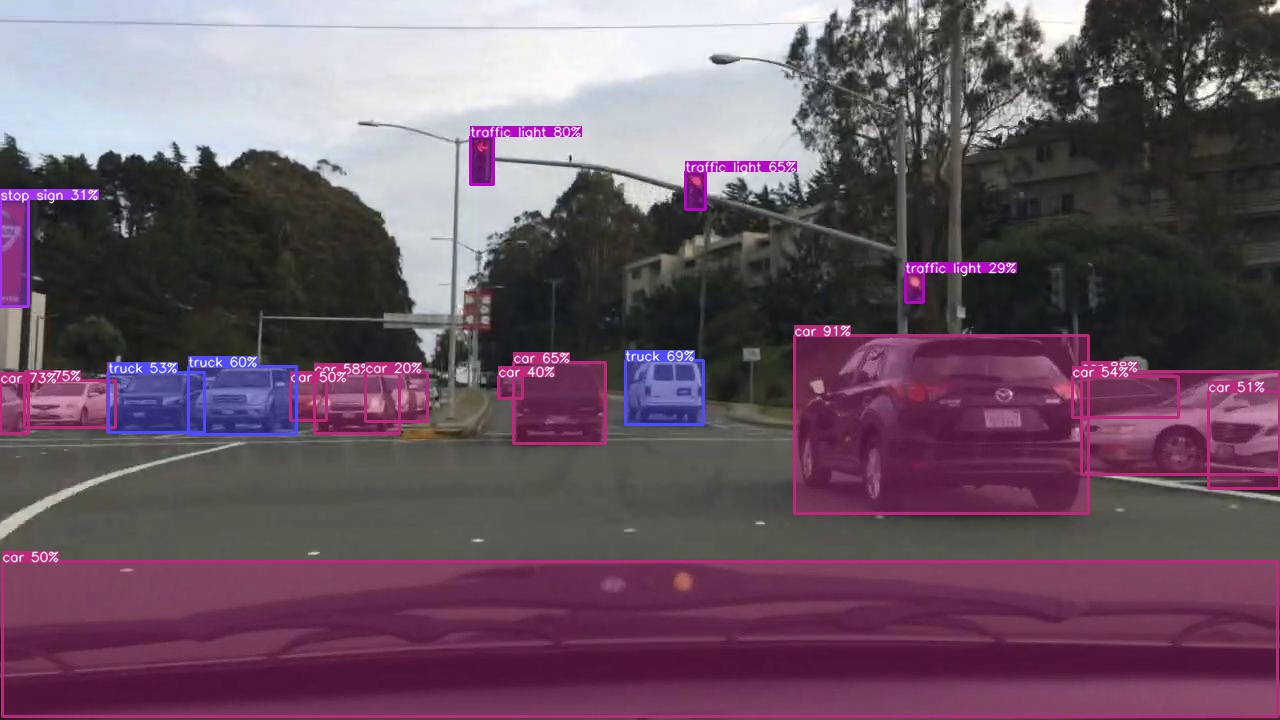 traffic light 80%
traffic light 65%
stop sign 31%
traffic light 29%
car 91%
truck 69%
car 65%
truck 60%
truck 53%
car 58%
car 20%
car 40%
car 54%
car 73%
75%
car 50%
car 51%
car 50%